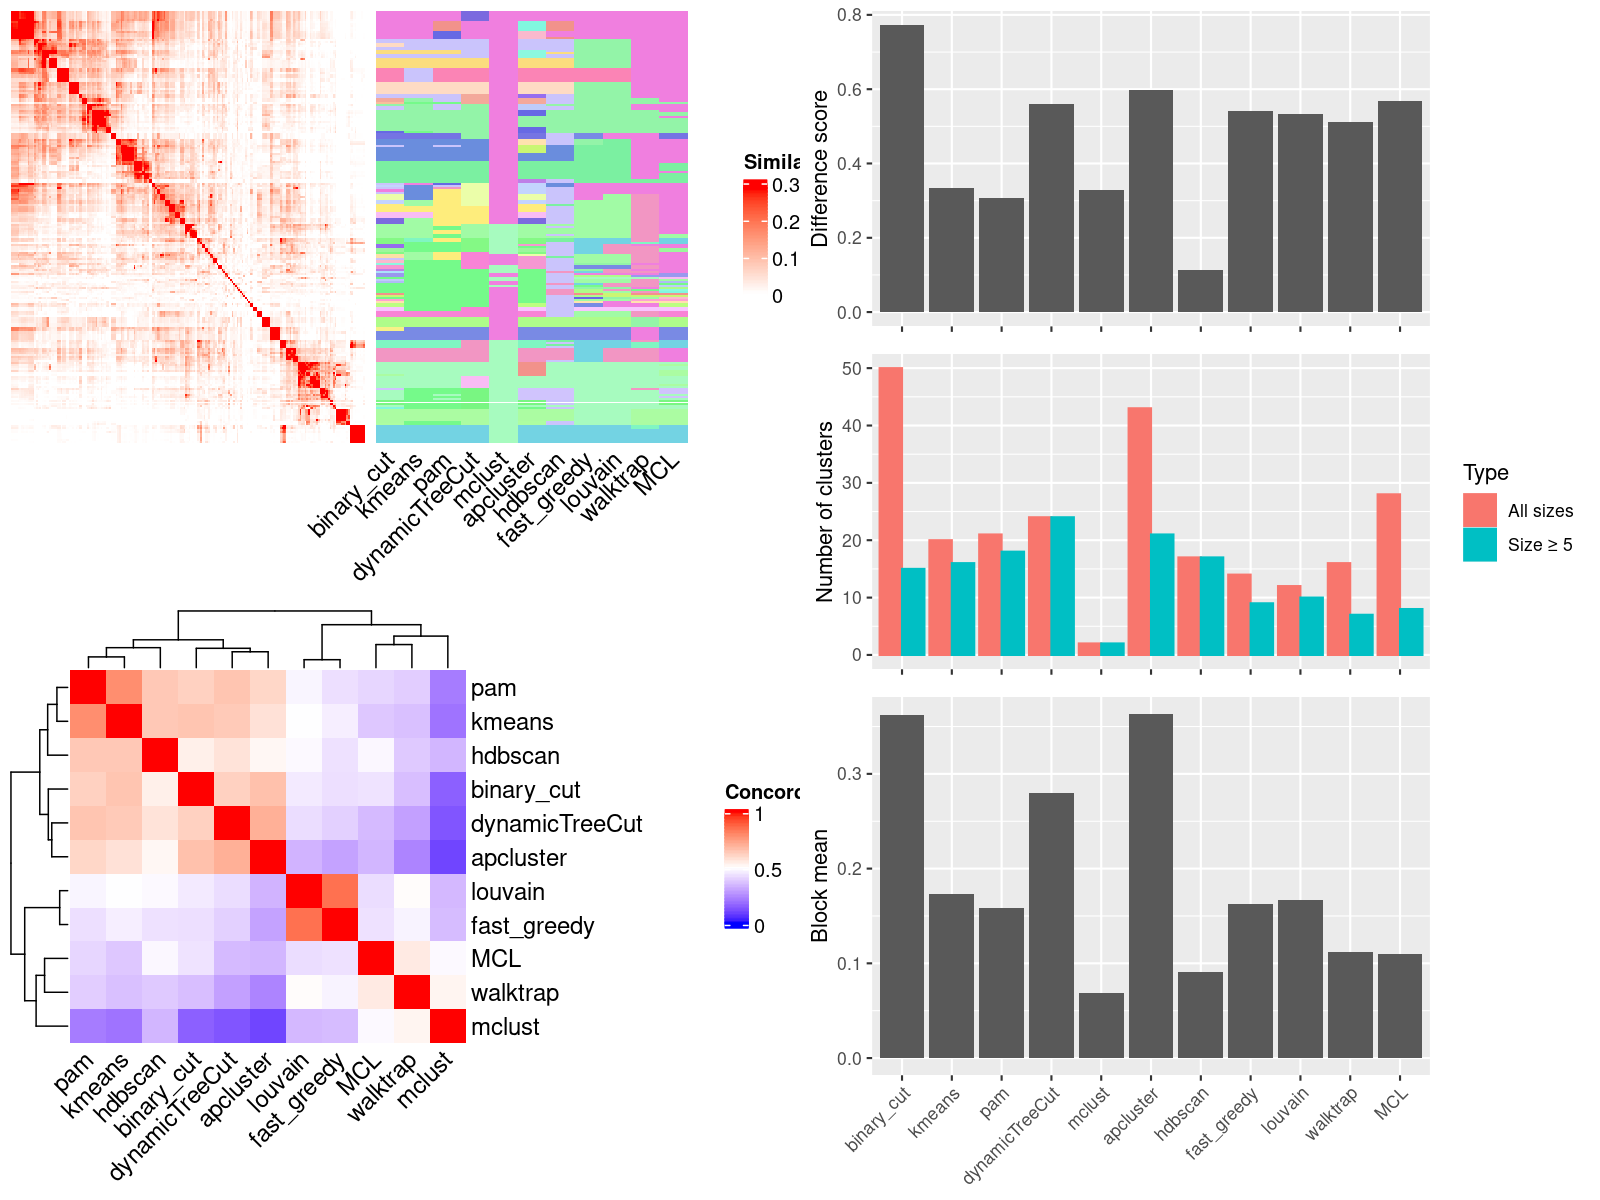 Simila
0.3
0.2
0.1
0
binary_cut
kmeans
pam
dynamicTreeCut
mclust
apcluster
hdbscan
fast_greedy
louvain
walktrap
MCL
pam
kmeans
hdbscan
binary_cut
dynamicTreeCut
apcluster
louvain
fast_greedy
MCL
walktrap
mclust
pam
kmeans
hdbscan
binary_cut
dynamicTreeCut
apcluster
louvain
fast_greedy
MCL
walktrap
mclust
Concord
1
0.5
0
Difference score
0.8
0.6
0.4
0.2
0.0
Number of clusters
50
40
30
20
10
0
Type
All sizes
Size ≥ 5
Block mean
0.3
0.2
0.1
0.0
binary_cut
kmeans
pam
dynamicTreeCut
mclust
apcluster
hdbscan
fast_greedy
louvain
walktrap
MCL